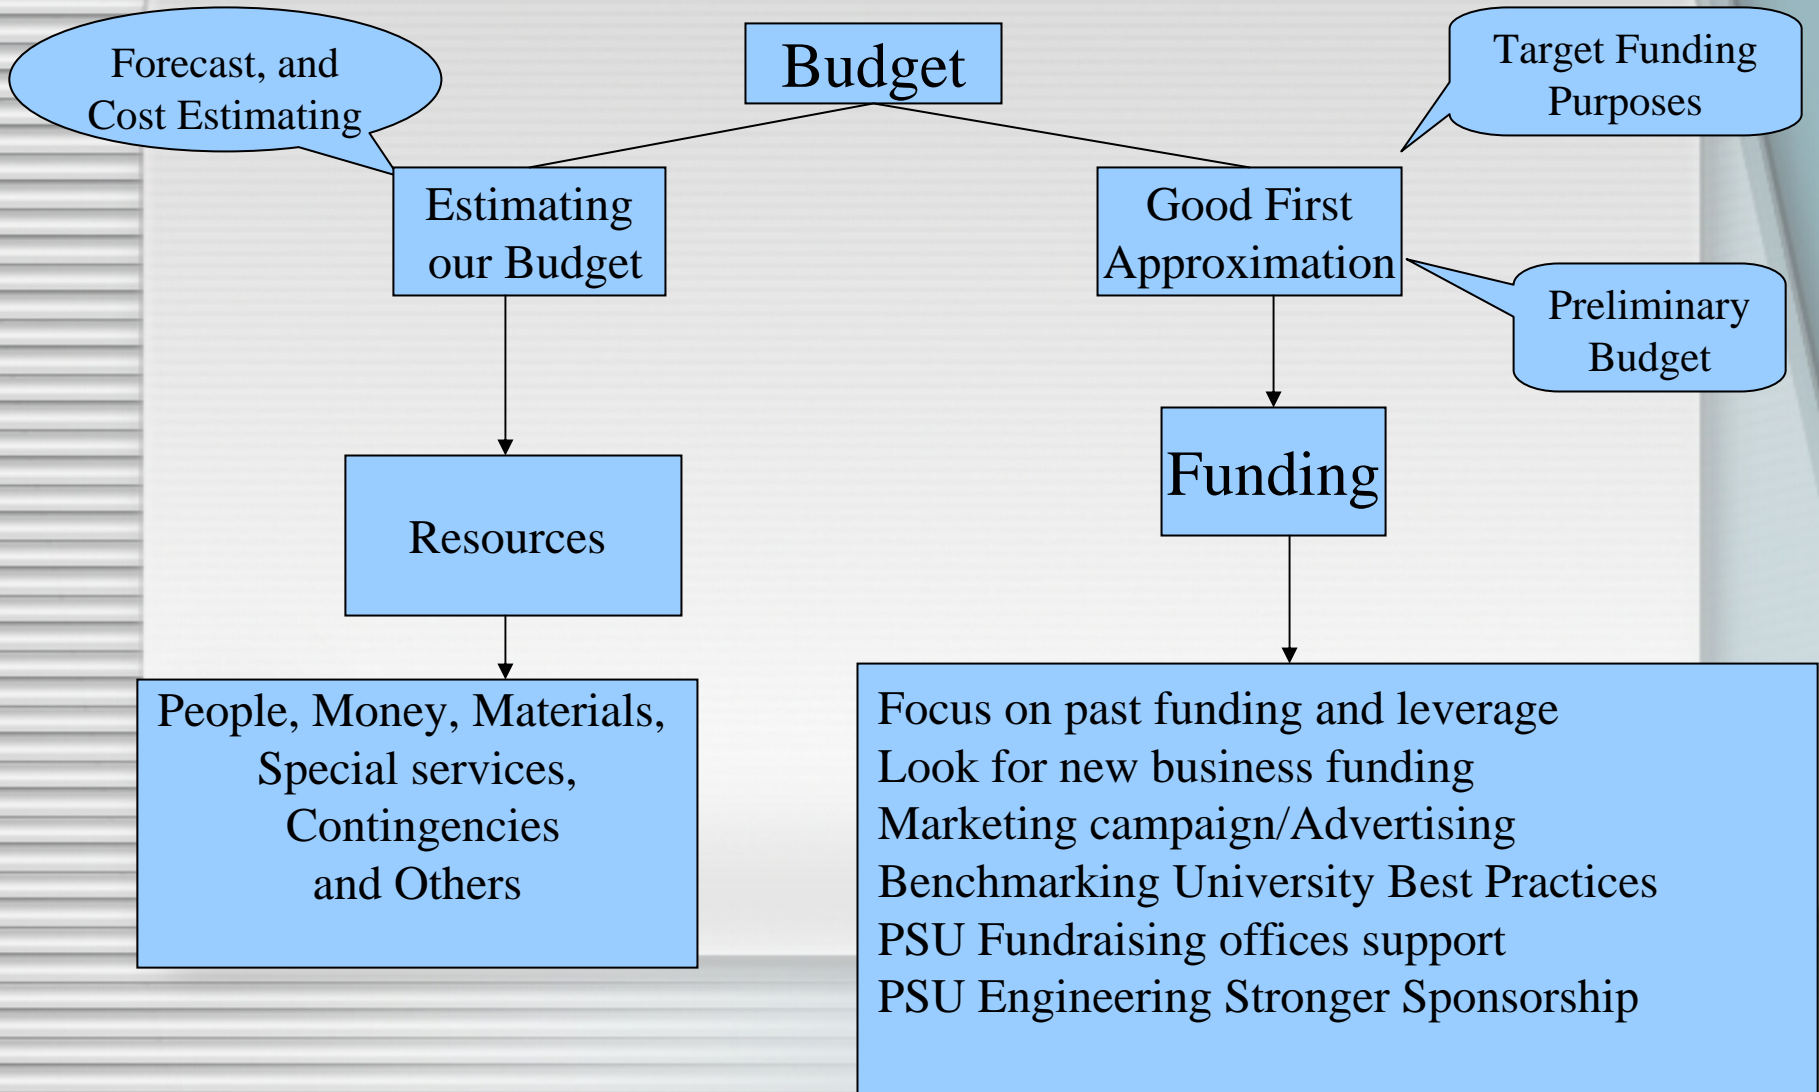 Budget
Forecast, and
Cost Estimating
Target Funding
Purposes
Estimating
our Budget
Good First
Approximation
Preliminary
Budget
Resources
Funding
People, Money, Materials,
Special services,
Contingencies
and Others
Focus on past funding and leverage
Look for new business funding
Marketing campaign/Advertising
Benchmarking University Best Practices
PSU Fundraising offices support
PSU Engineering Stronger Sponsorship